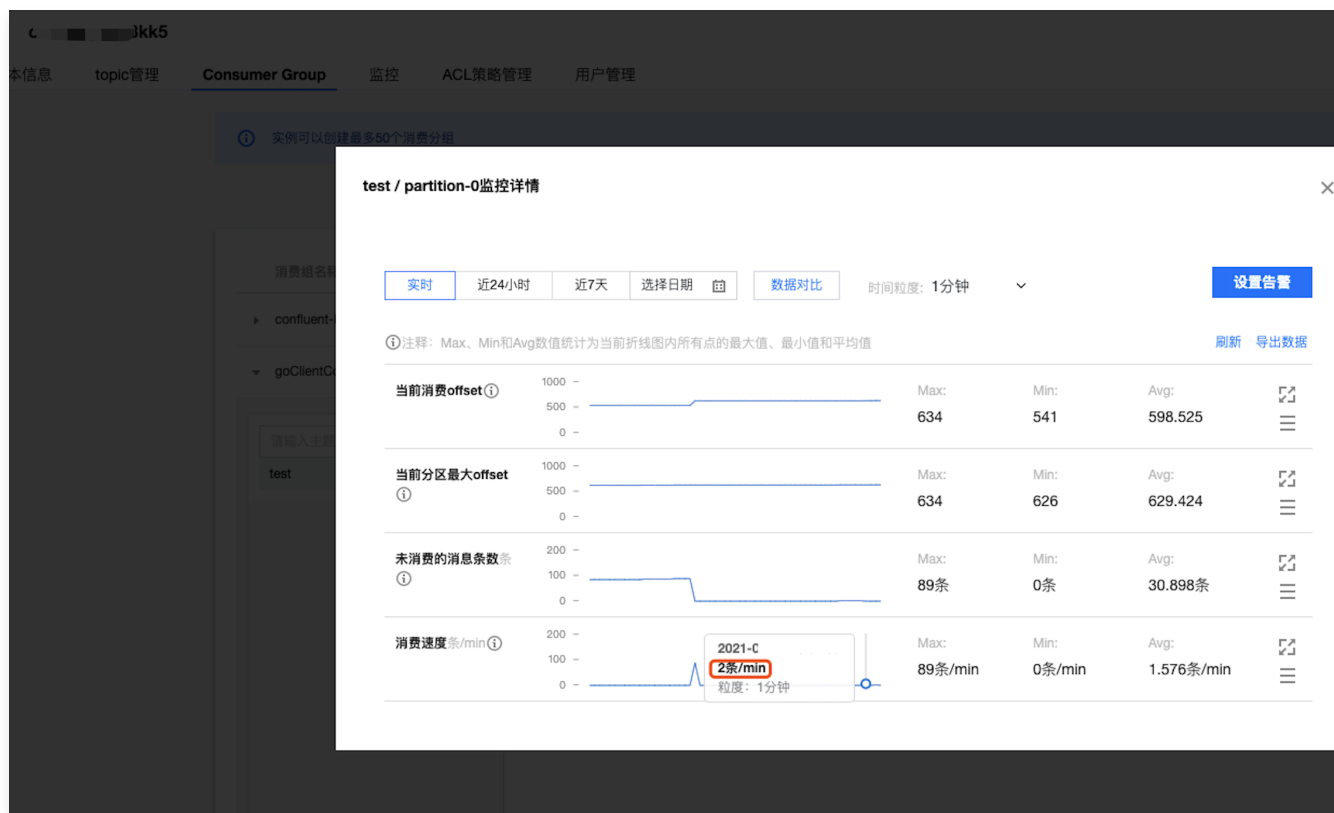 3kk5
本信息 topic管理 Consumer Group 监控 ACL策略管理 用户管理
实例可以创建最多50个消费分组
test / partition-0监控详情
消费组名称
实时 近24小时 近7天 选择日期 数据对比 时间粒度: 1分钟 设置告警
confluent-
注释: Max、Min和Avg数值统计为当前折线图内所有点的最大值、最小值和平均值 刷新 导出数据
goClientCo
当前消费offset 1000 500 0 Max: 634 Min: 541 Avg: 598.525
请输入主题
test
当前分区最大offset 1000 500 0 Max: 634 Min: 626 Avg: 629.424
未消费的消息条数条 200 100 0 Max: 89条 Min: 0条 Avg: 30.898条
消费速度条/min 200 100 0 Max: 89条/min Min: 0条/min Avg: 1.576条/min
2021-0
2条/min
粒度: 1分钟